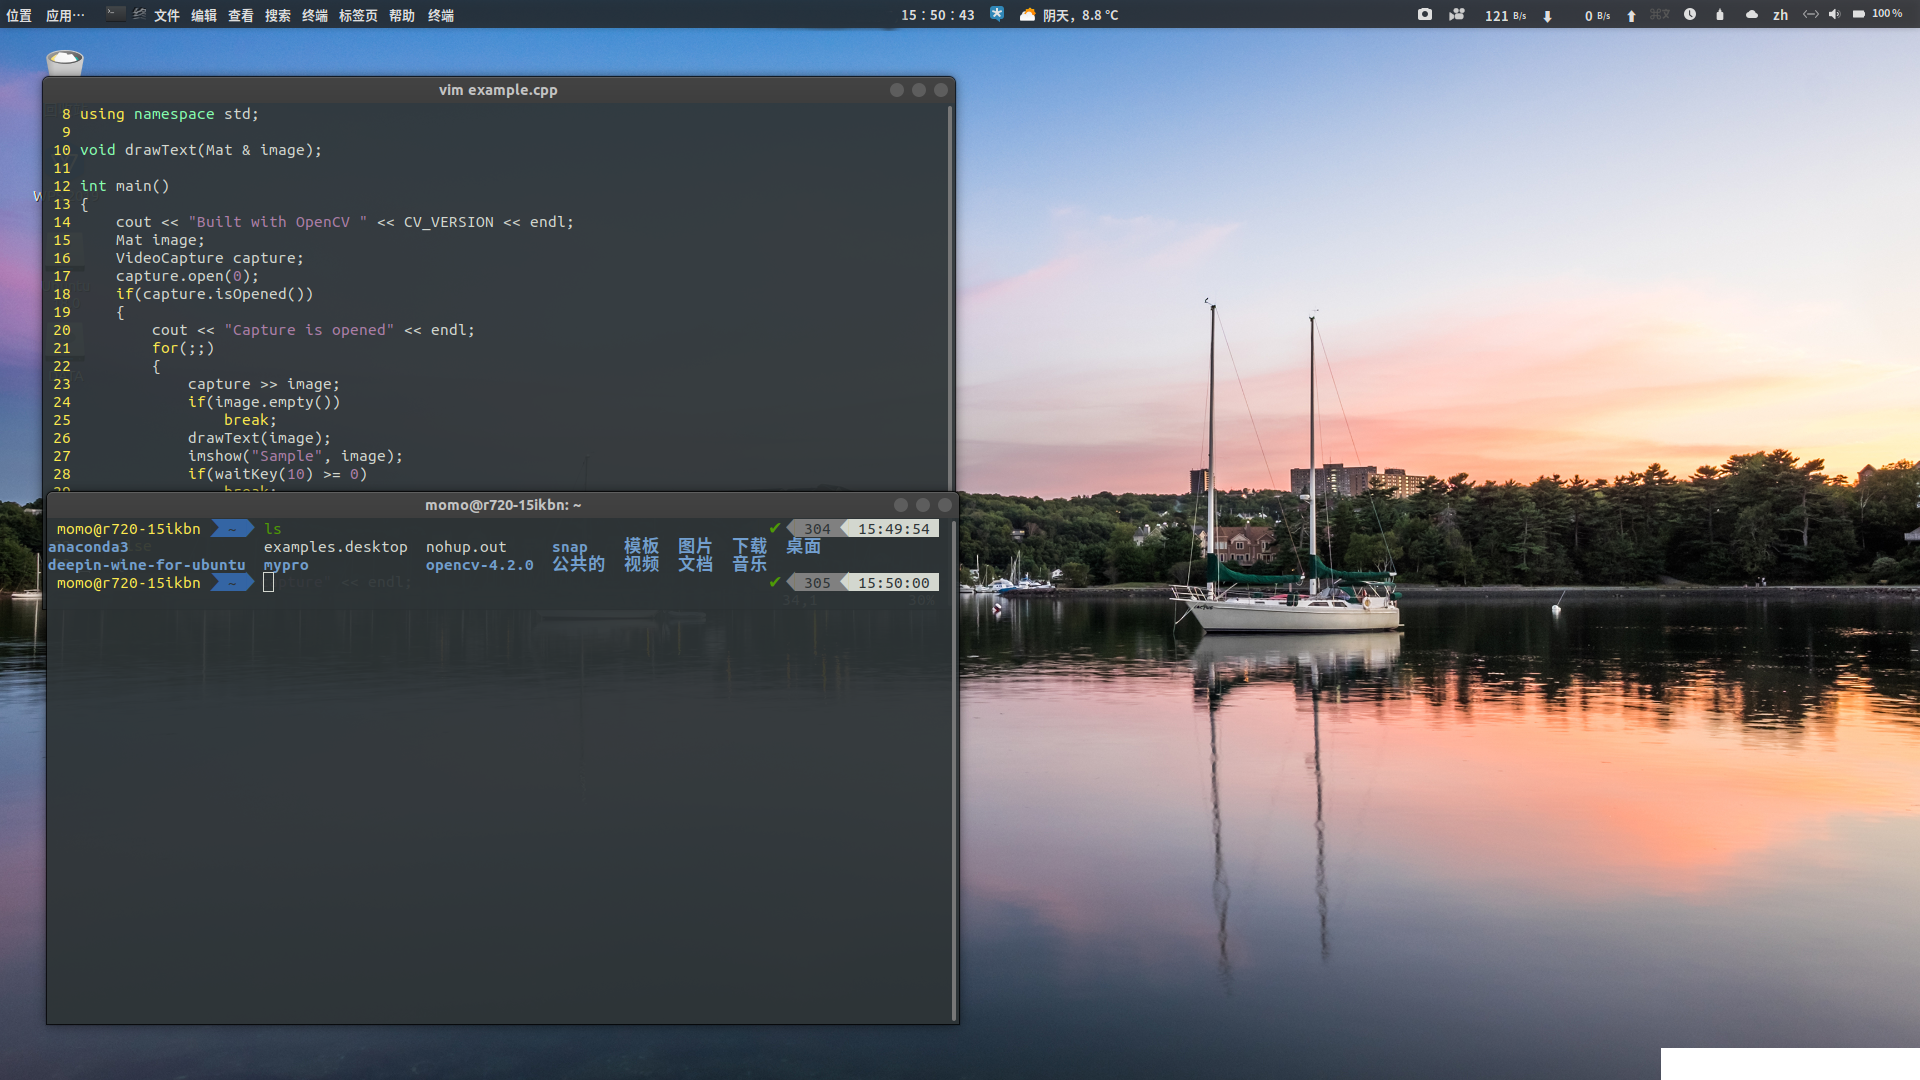 位置 应用… 文件 编辑 查看 搜索 终端 标签页 帮助 终端 15:50:43 阴天，8.8 ℃ 121 B/s 0 B/s zh 100 %
vim example.cpp
8 using namespace std;
9
10 void drawText(Mat & image);
11
12 int main()
13 {
14 cout << "Built with OpenCV " << CV_VERSION << endl;
15 Mat image;
16 VideoCapture capture;
17 capture.open(0);
18 if(capture.isOpened())
19 {
20 cout << "Capture is opened" << endl;
21 for(;;)
22 {
23 capture >> image;
24 if(image.empty())
25 break;
26 drawText(image);
27 imshow("Sample", image);
28 if(waitKey(10) >= 0)
momo@r720-15ikbn: ~
momo@r720-15ikbn ~ ls ✔ 304 15:49:54
anaconda3 examples.desktop nohup.out snap 模板 图片 下载 桌面
deepin-wine-for-ubuntu mypro opencv-4.2.0 公共的 视频 文档 音乐
momo@r720-15ikbn ~ ✔ 305 15:50:00